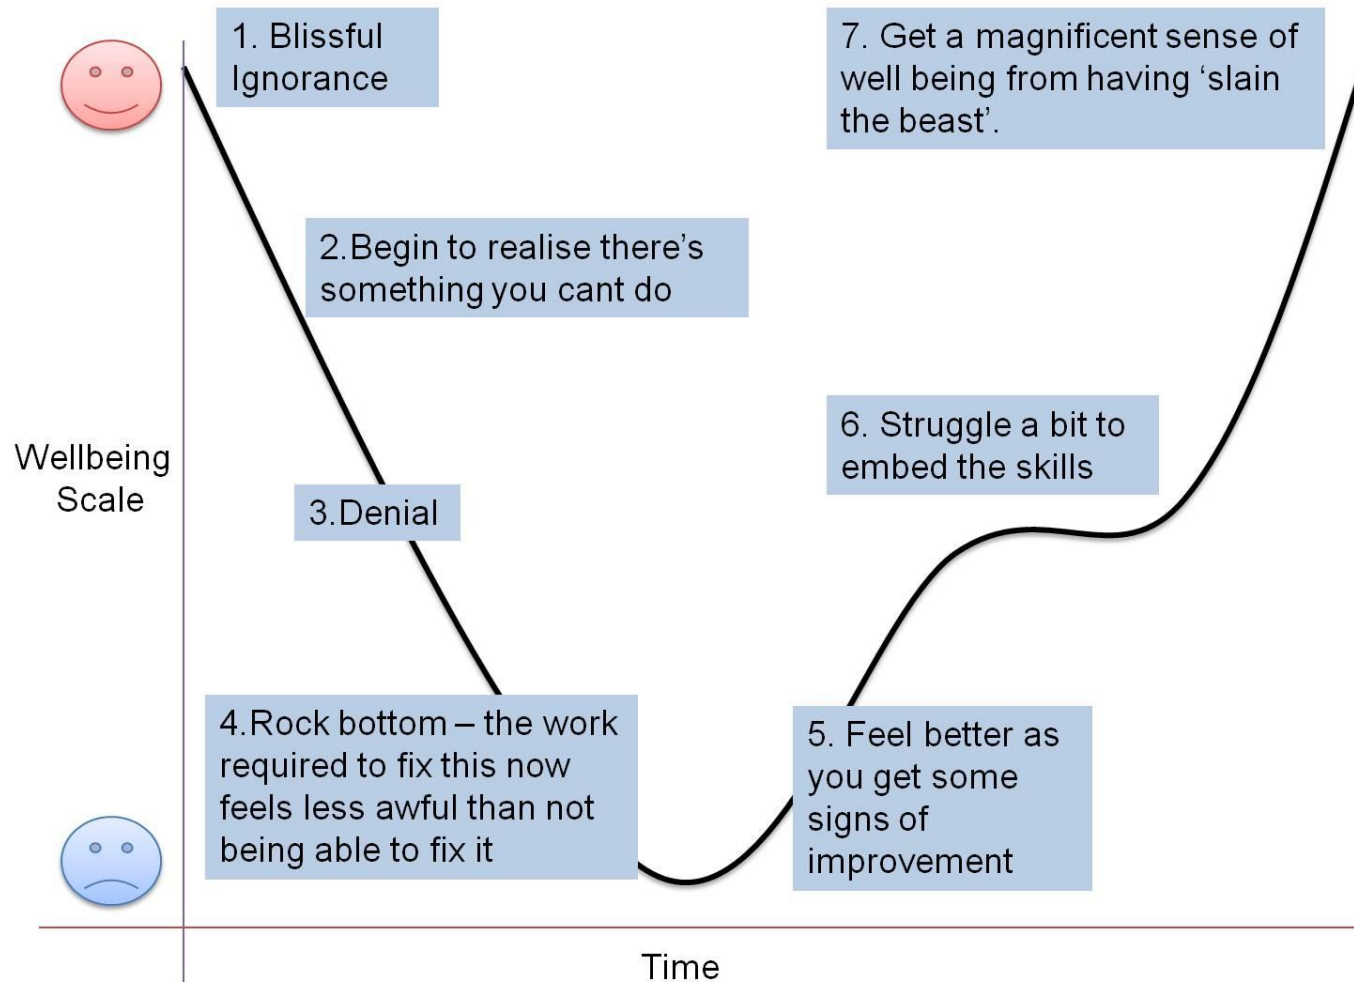 1. Blissful
Ignorance
7. Get a magnificent sense of
well being from having ‘slain
the beast’.
2.Begin to realise there’s
something you cant do
6. Struggle a bit to
embed the skills
Wellbeing
Scale
3.Denial
4.Rock bottom – the work
required to fix this now
feels less awful than not
being able to fix it
5. Feel better as
you get some
signs of
improvement
Time